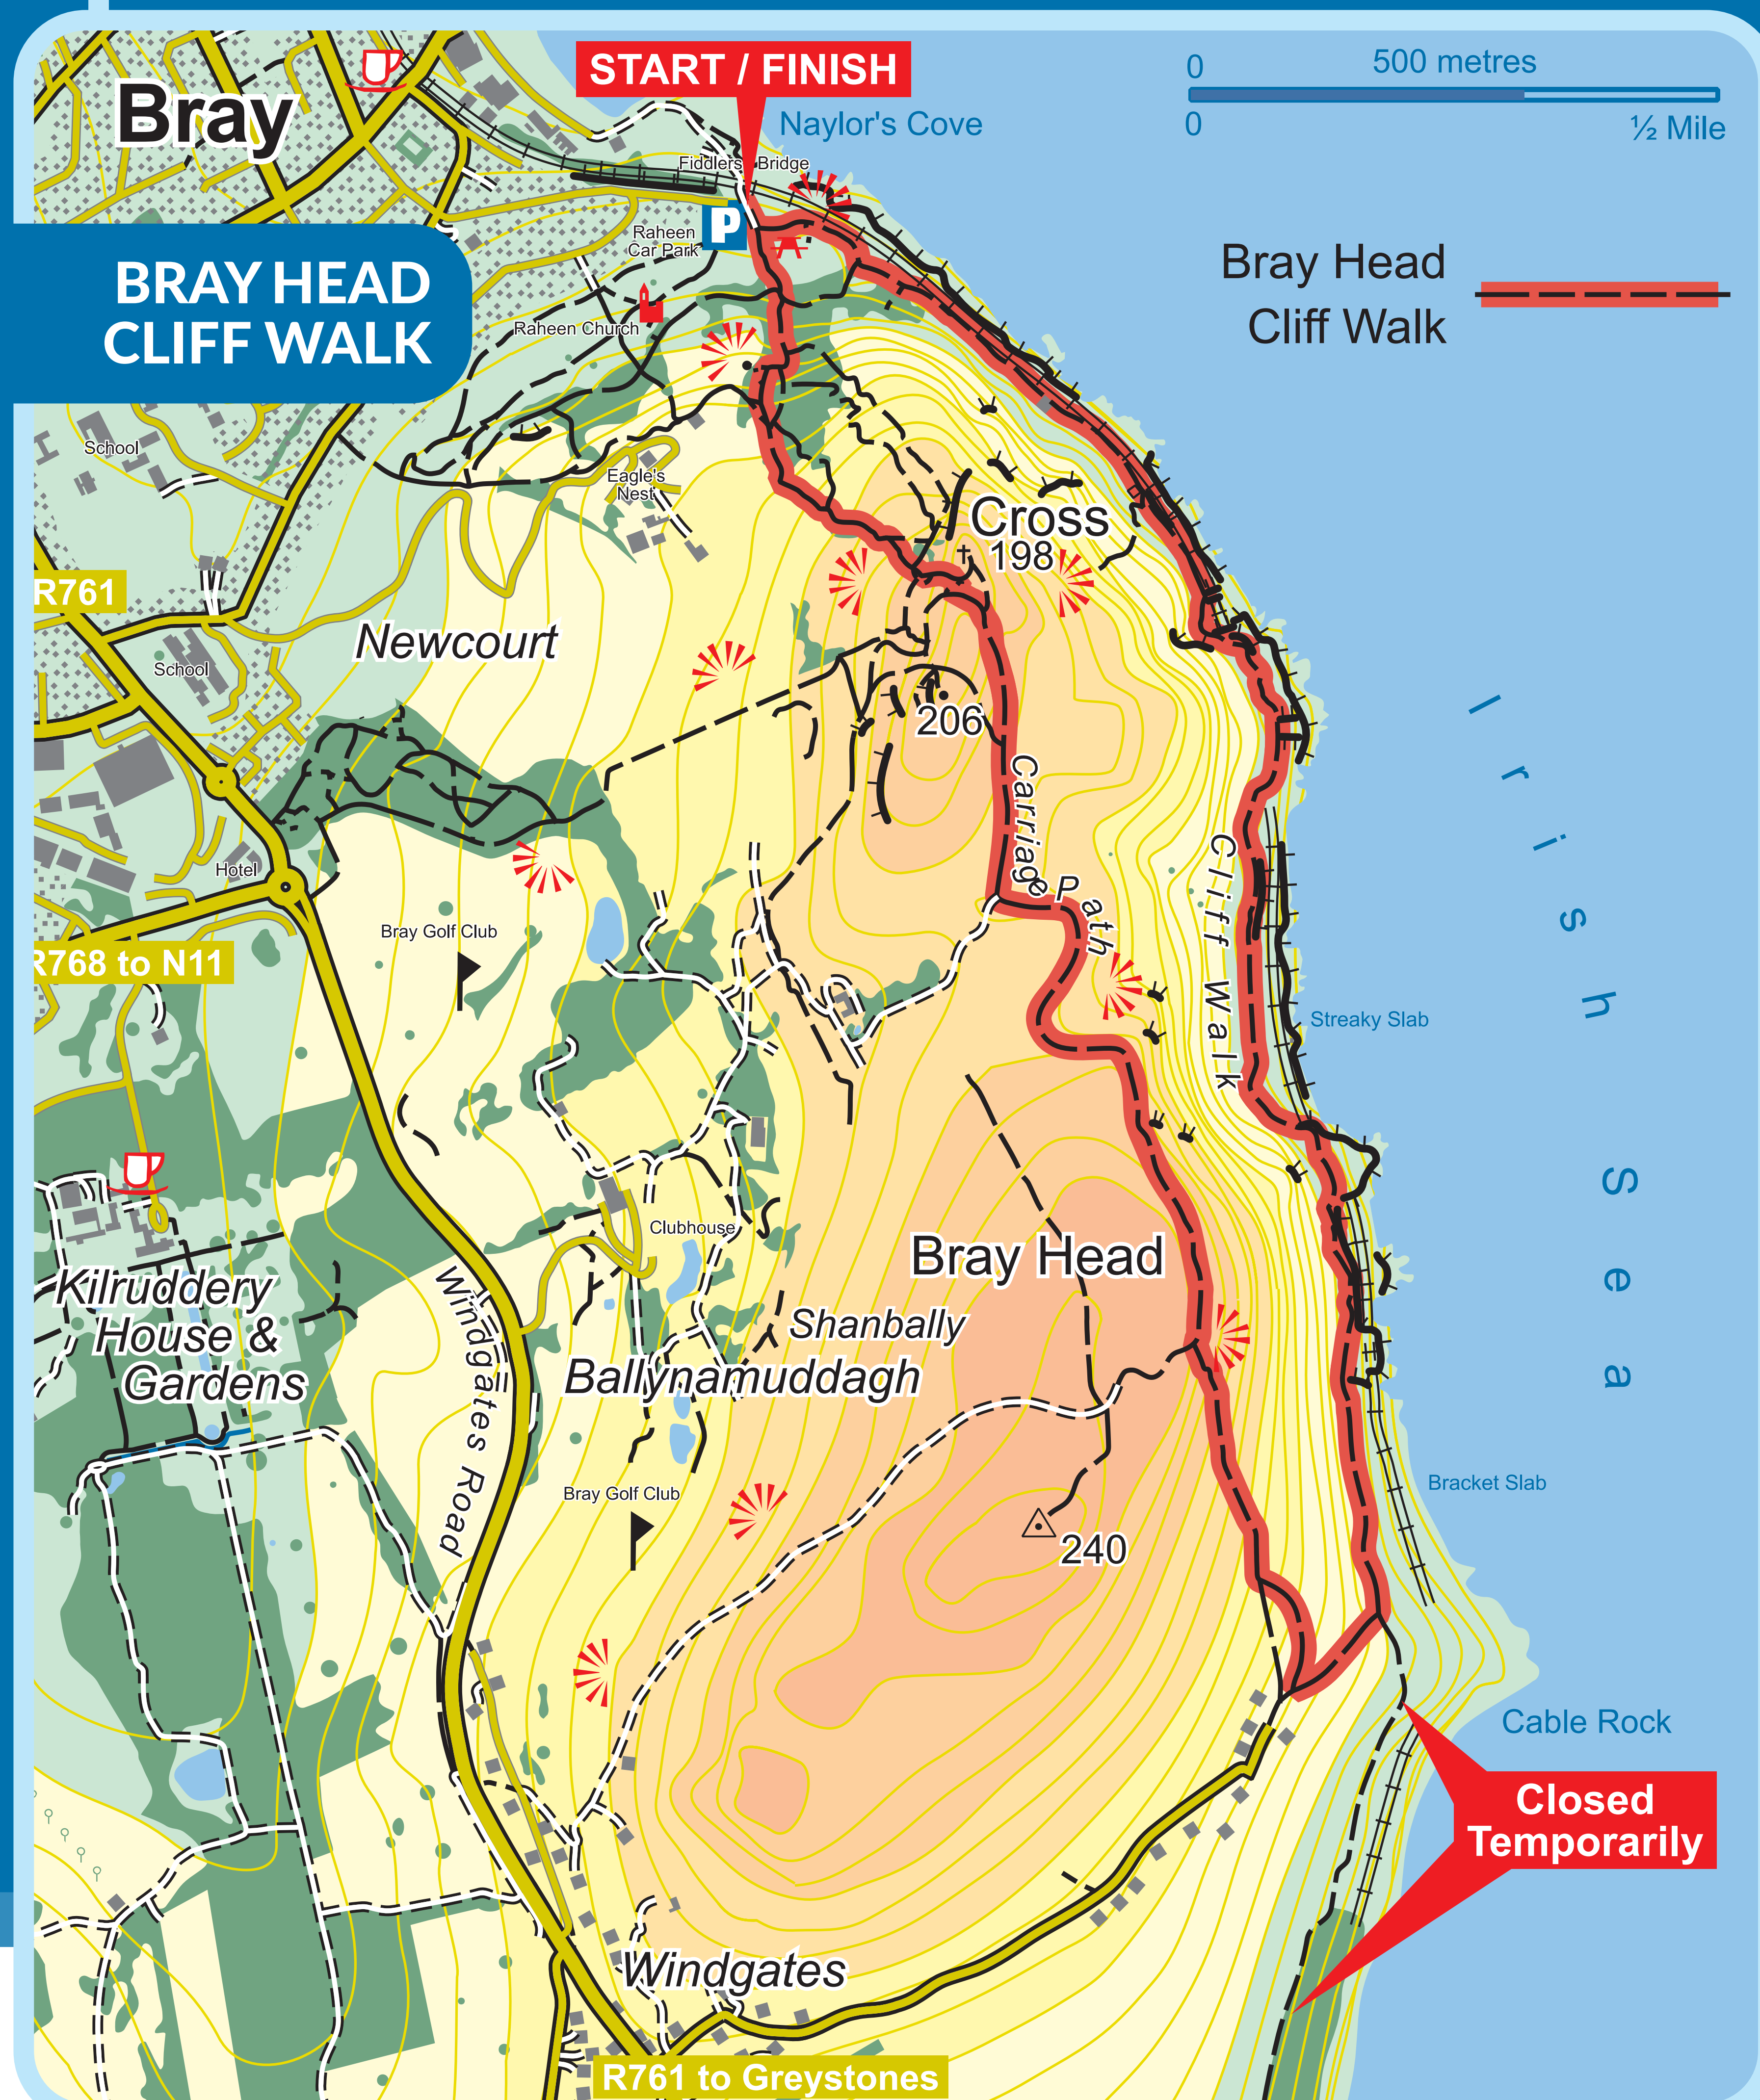 START / FINISH
0
500 metres
0
½ Mile
Naylor's Cove
Bray
Fiddlers Bridge
P
Raheen
Car Park
BRAY HEAD
CLIFF WALK
Bray Head
Cliff Walk
Raheen Church
School
Eagle's
Nest
Cross
198
R761
Newcourt
School
206
Irish Sea
Carriage Path
Cliff Walk
Hotel
Bray Golf Club
R768 to N11
Streaky Slab
Clubhouse
Bray Head
Kilruddery
House &
Gardens
Windgates Road
Shanbally
Ballynamuddagh
Bray Golf Club
Bracket Slab
240
Cable Rock
Closed
Temporarily
Windgates
R761 to Greystones